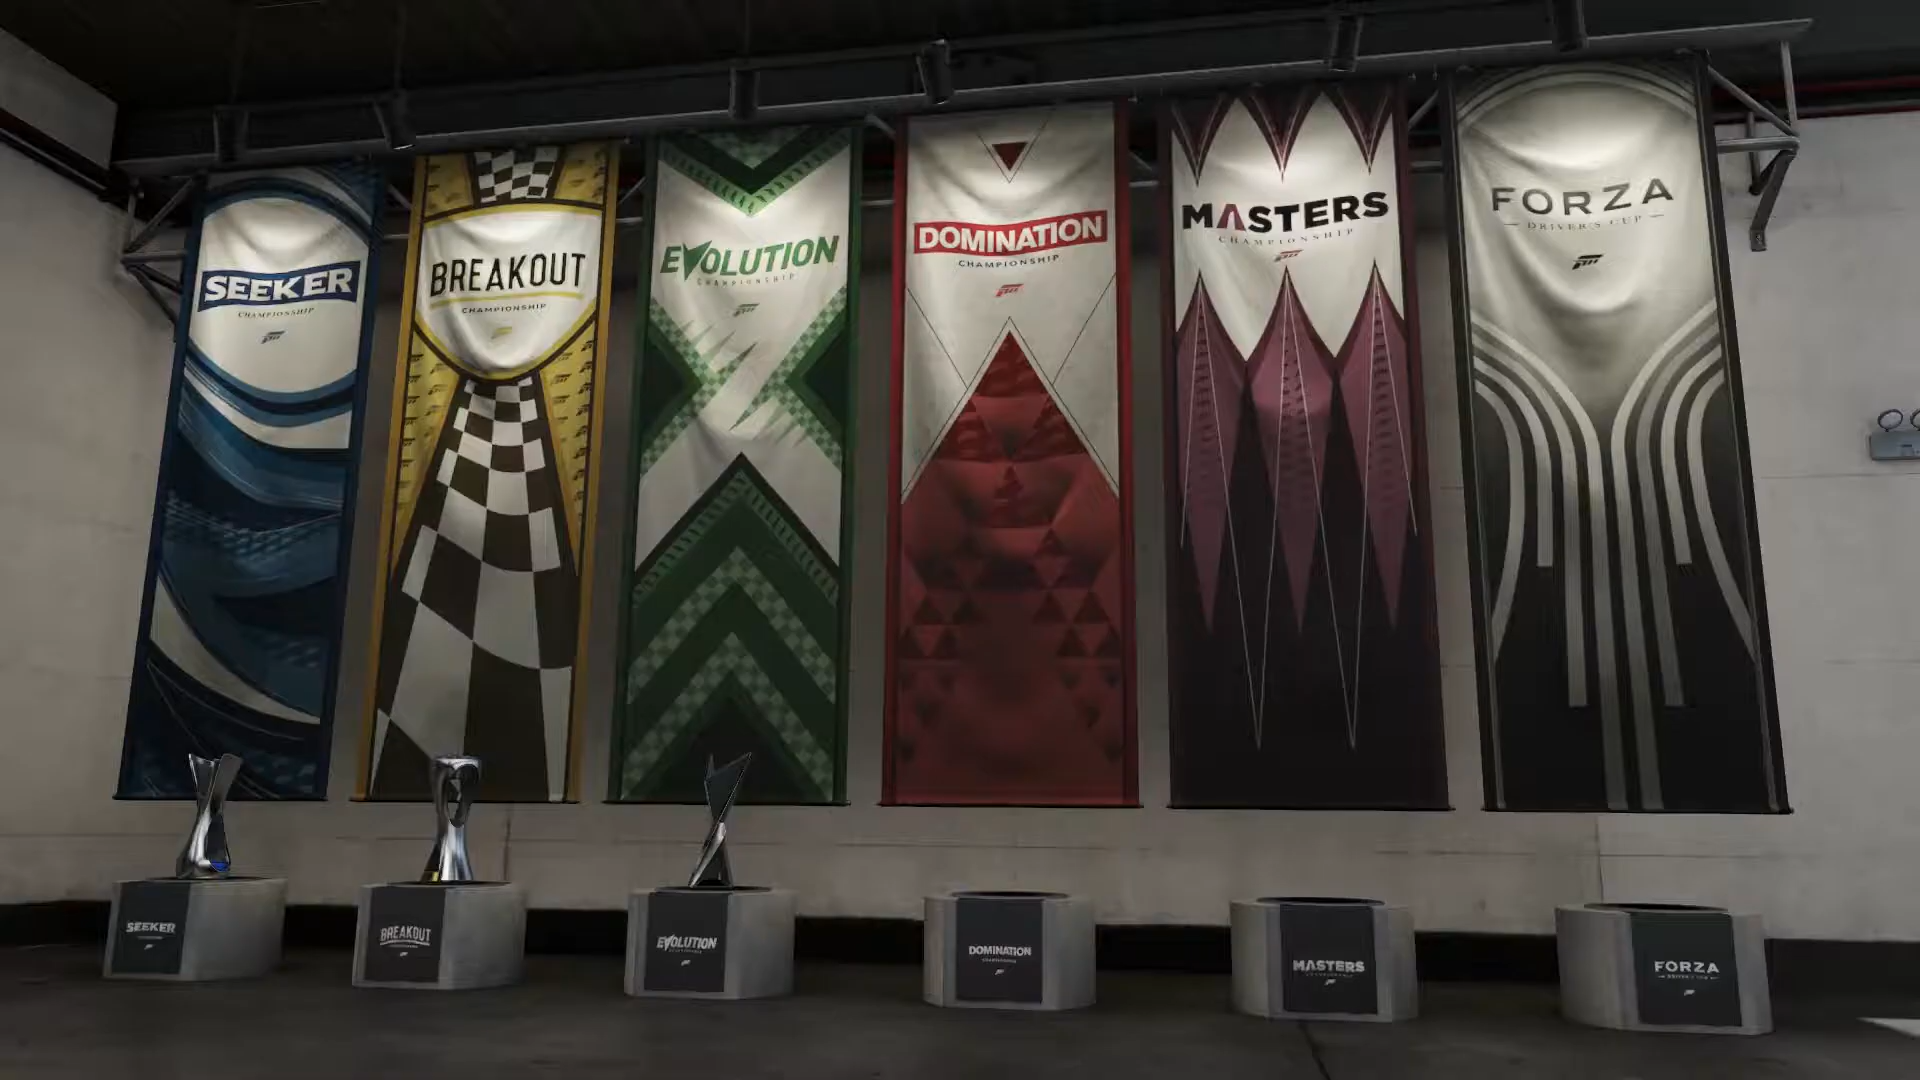 SEEKER
CHAMPIONSHIP
BREAKOUT
CHAMPIONSHIP
EVOLUTION
CHAMPIONSHIP
DOMINATION
CHAMPIONSHIP
MASTERS
CHAMPIONSHIP
FORZA
DRIVER'S CUP
SEEKER
BREAKOUT
EVOLUTION
DOMINATION
MASTERS
FORZA